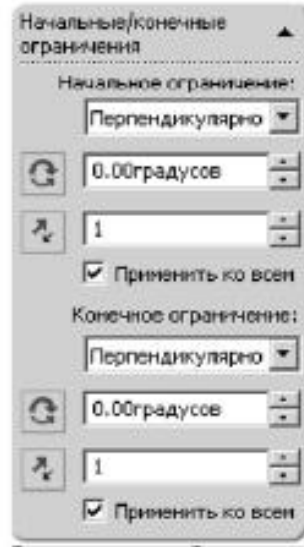 Начальные/конечные
ограничения
Начальное ограничение:
Перпендикулярно
0.00градусов
1
Применить ко всем
Конечное ограничение:
Перпендикулярно
0.00градусов
1
Применить ко всем